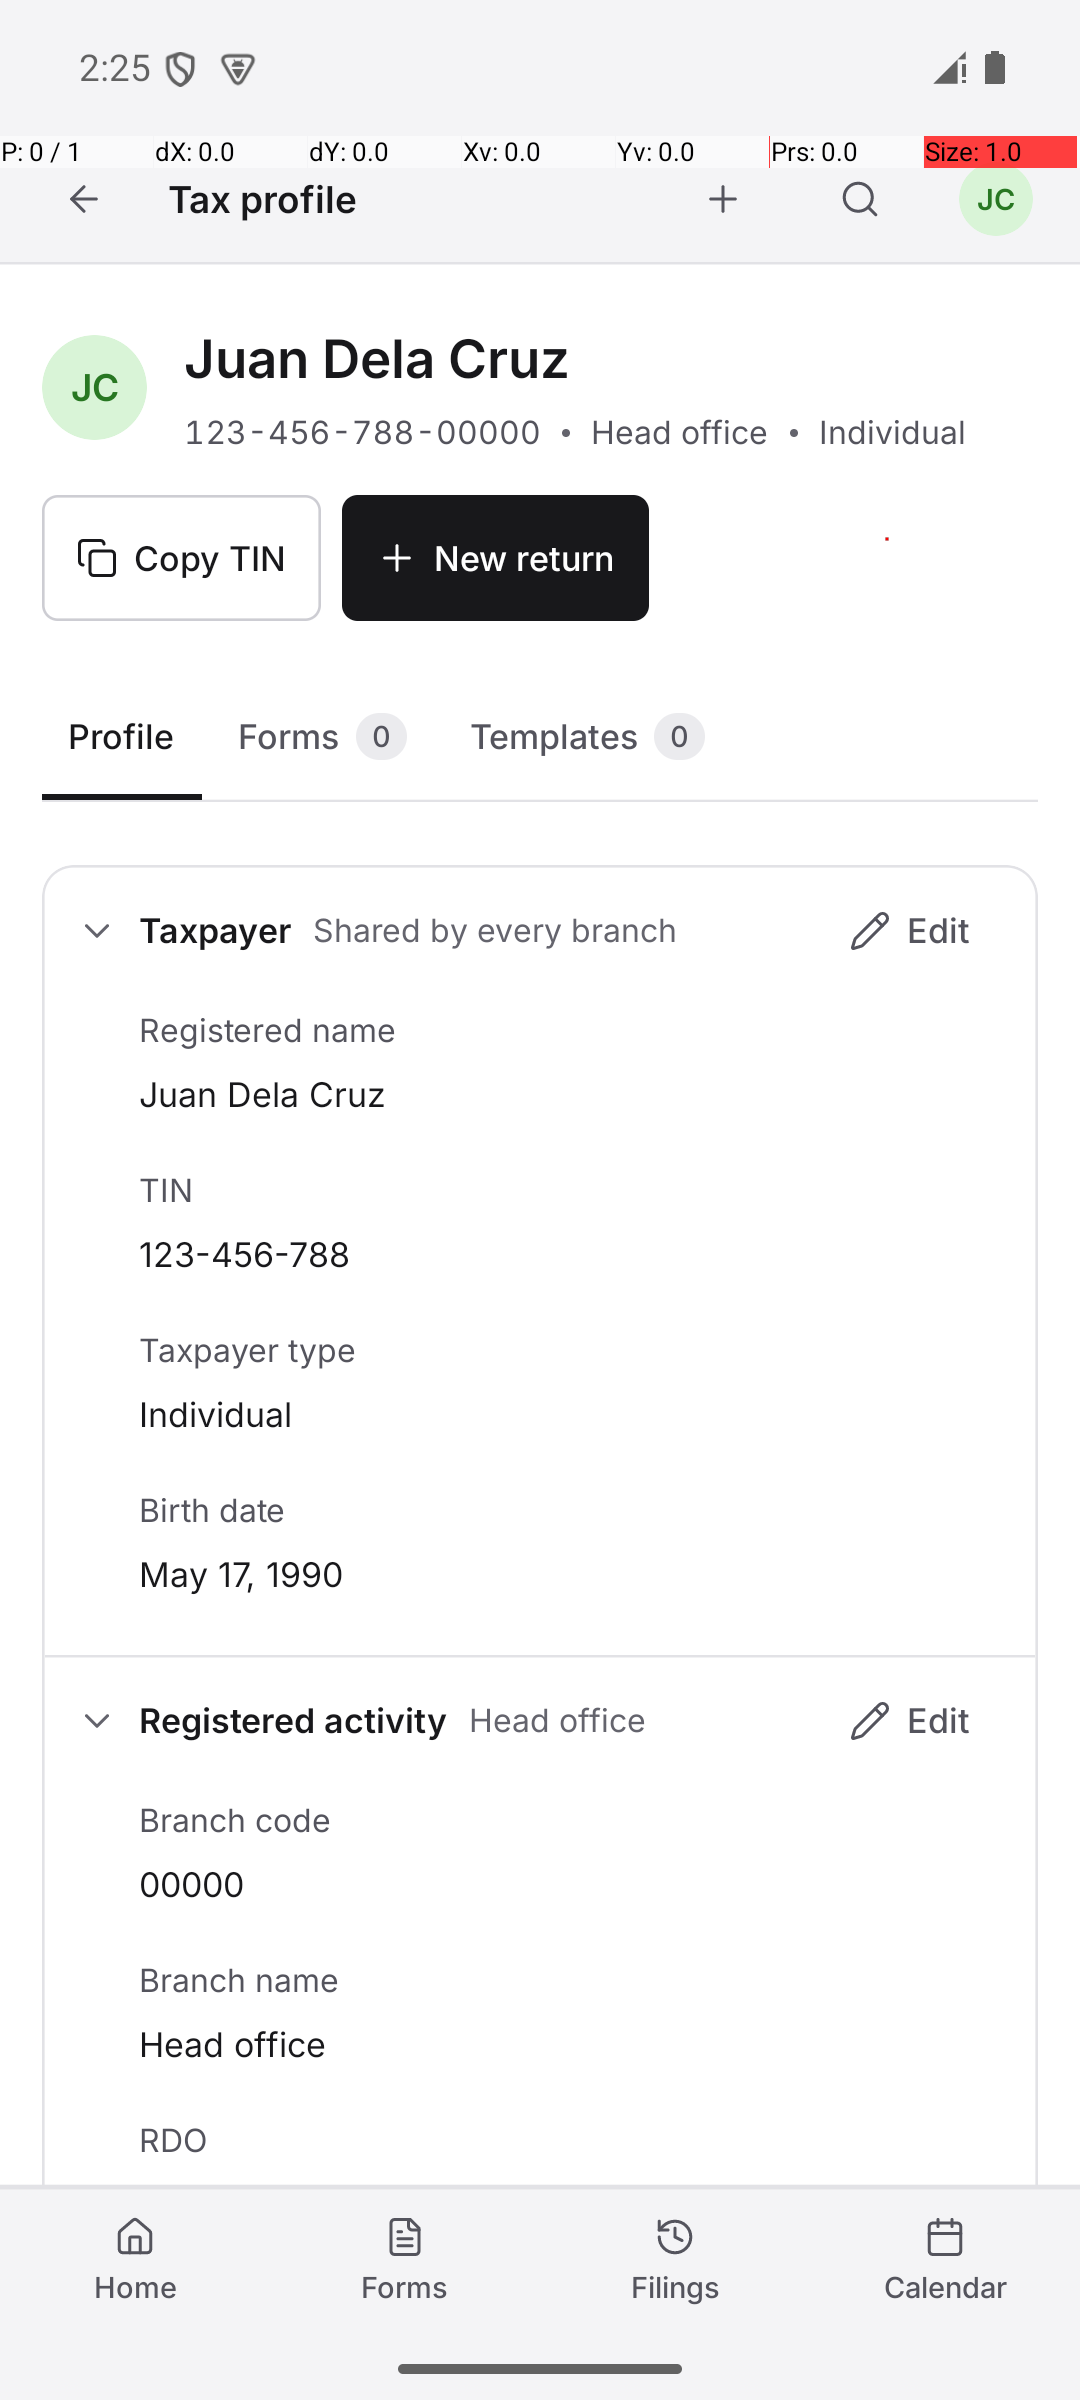 2:25
P: 0 / 1 dX: 0.0 dY: 0.0 Xv: 0.0 Yv: 0.0 Prs: 0.0 Size: 1.0
Tax profile JC
JC Juan Dela Cruz
123-456-788-00000 • Head office • Individual
Copy TIN New return
Profile Forms 0 Templates 0
Taxpayer Shared by every branch Edit
Registered name
Juan Dela Cruz
TIN
123-456-788
Taxpayer type
Individual
Birth date
May 17, 1990
Registered activity Head office Edit
Branch code
00000
Branch name
Head office
RDO
Home Forms Filings Calendar